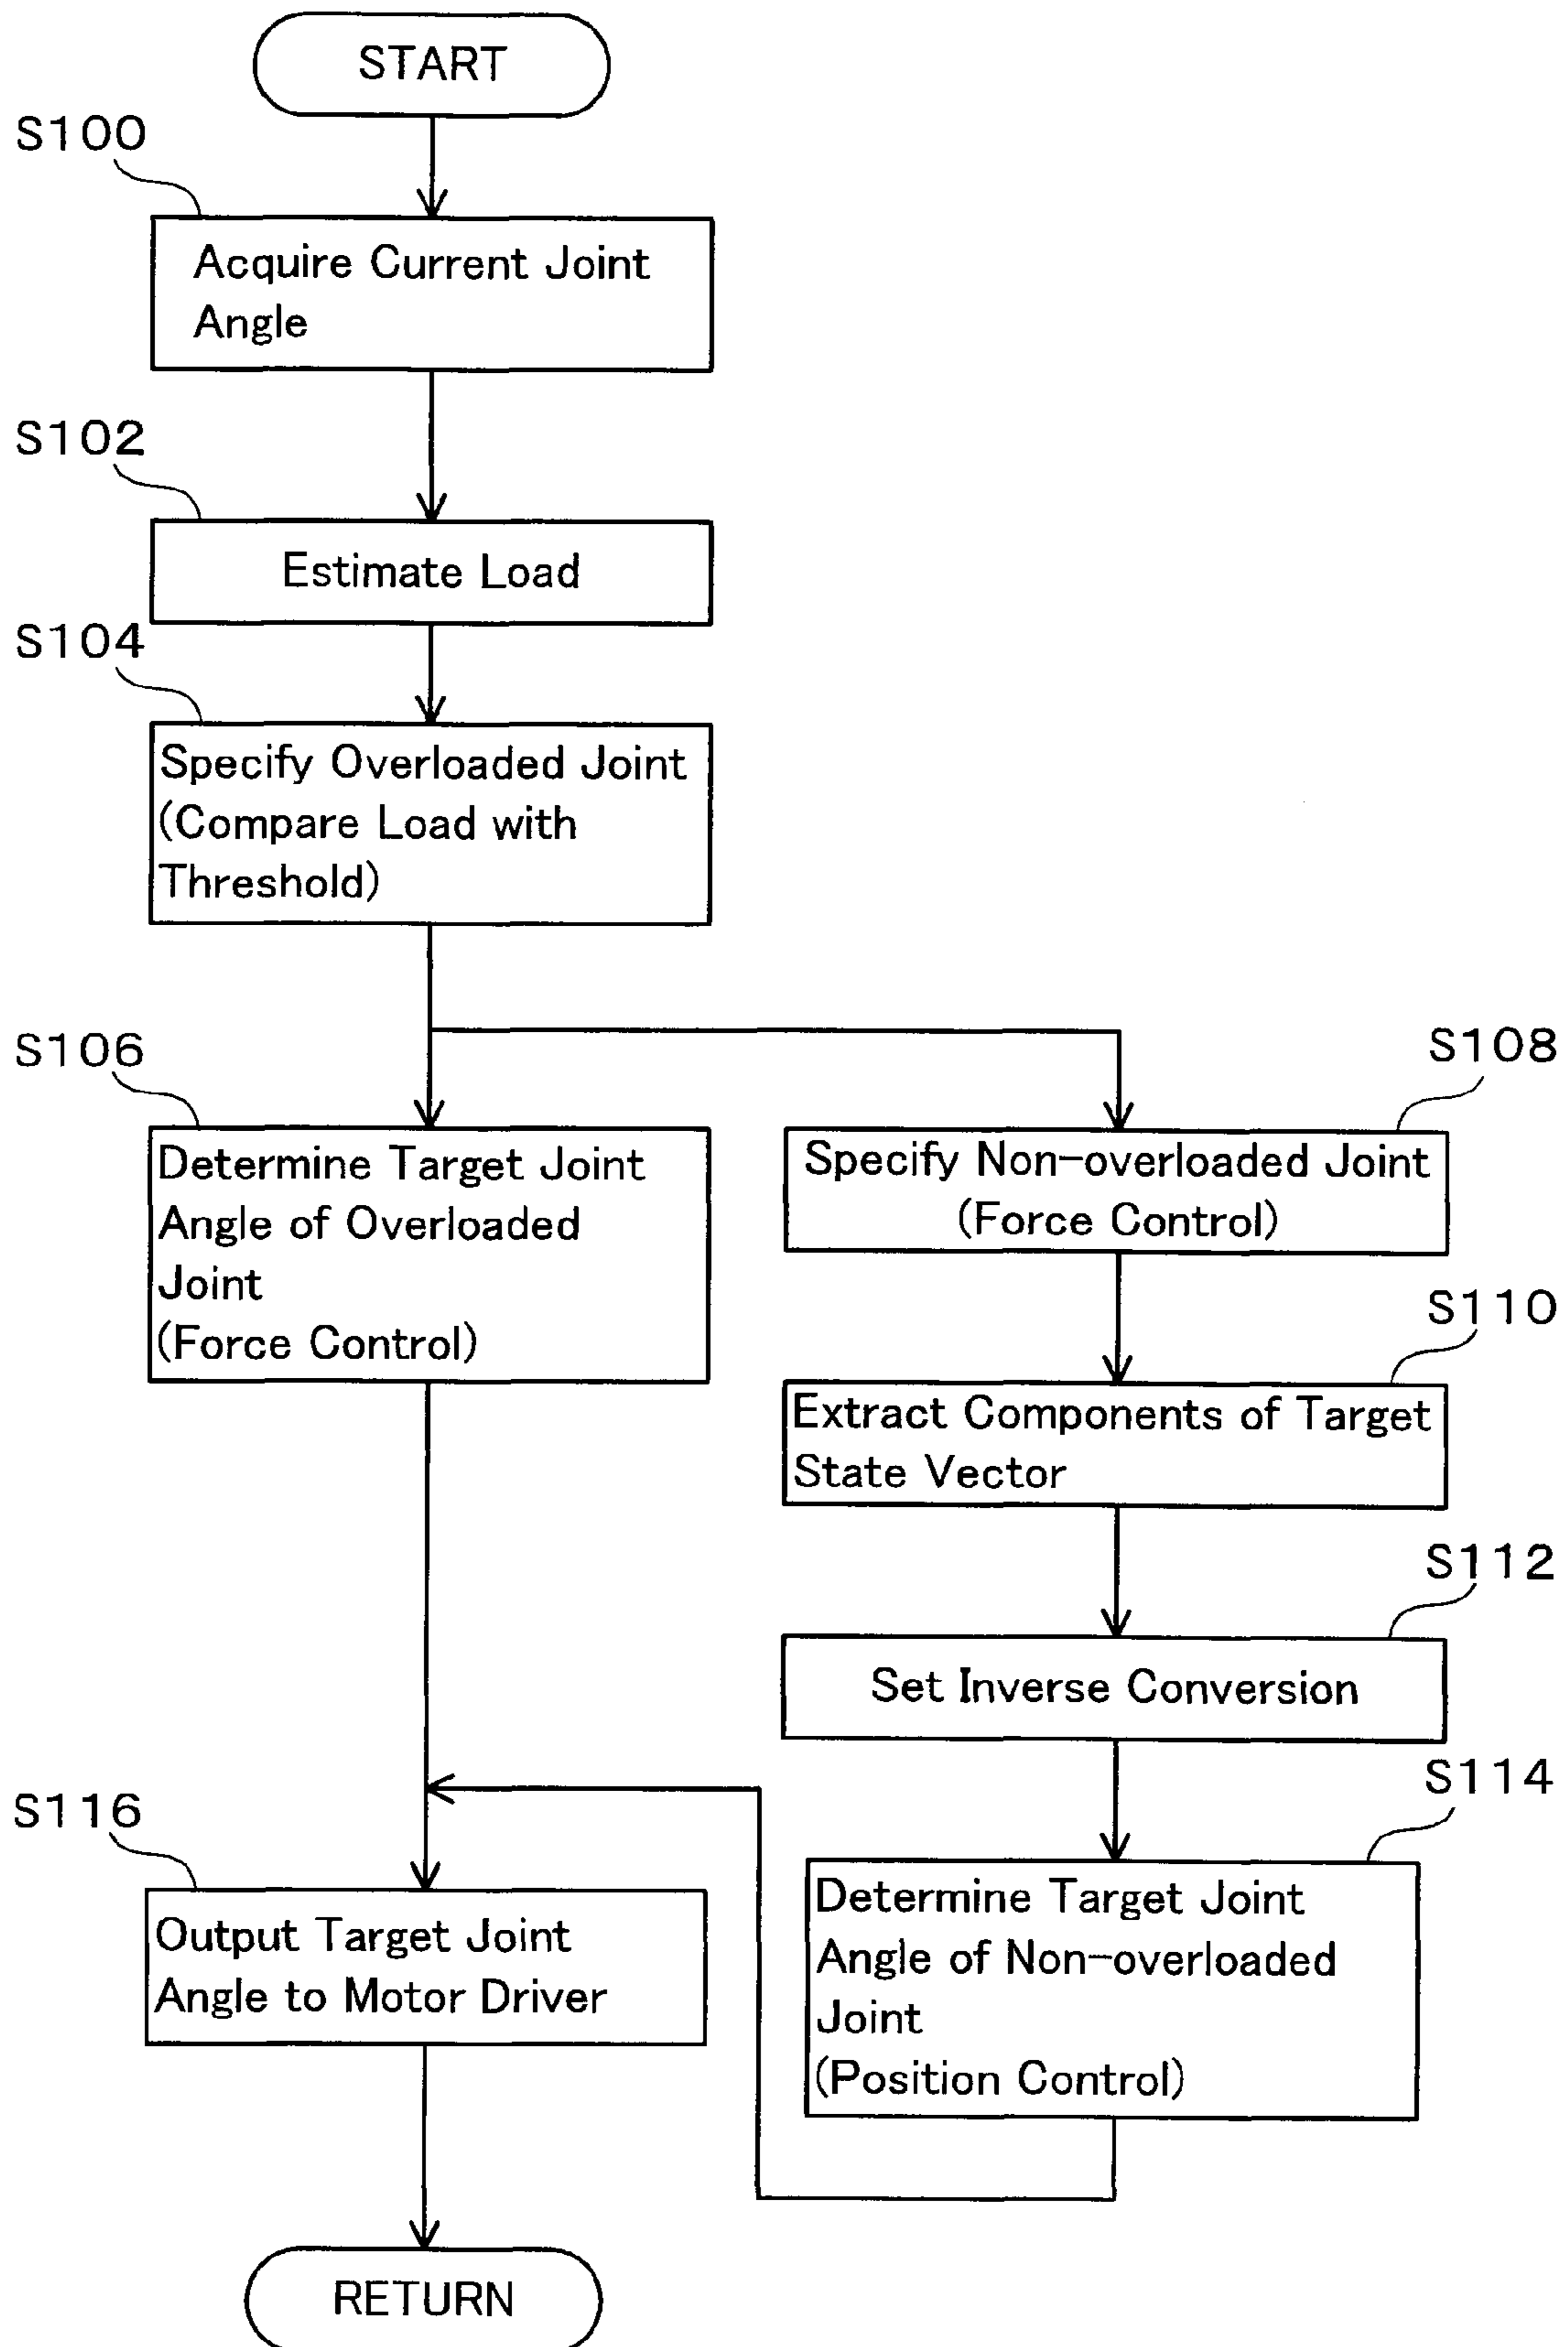 START
S100
Acquire Current Joint
Angle
S102
Estimate Load
S104
Specify Overloaded Joint
(Compare Load with
Threshold)
S106
Determine Target Joint
Angle of Overloaded
Joint
(Force Control)
S108
Specify Non-overloaded Joint
(Force Control)
S110
Extract Components of Target
State Vector
S112
Set Inverse Conversion
S114
Determine Target Joint
Angle of Non-overloaded
Joint
(Position Control)
S116
Output Target Joint
Angle to Motor Driver
RETURN